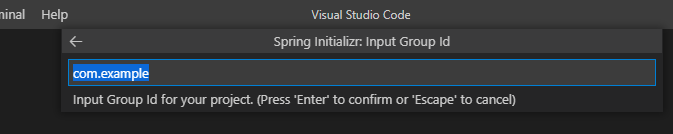 minal Help Visual Studio Code
Spring Initializr: Input Group Id
com.example
Input Group Id for your project. (Press 'Enter' to confirm or 'Escape' to cancel)